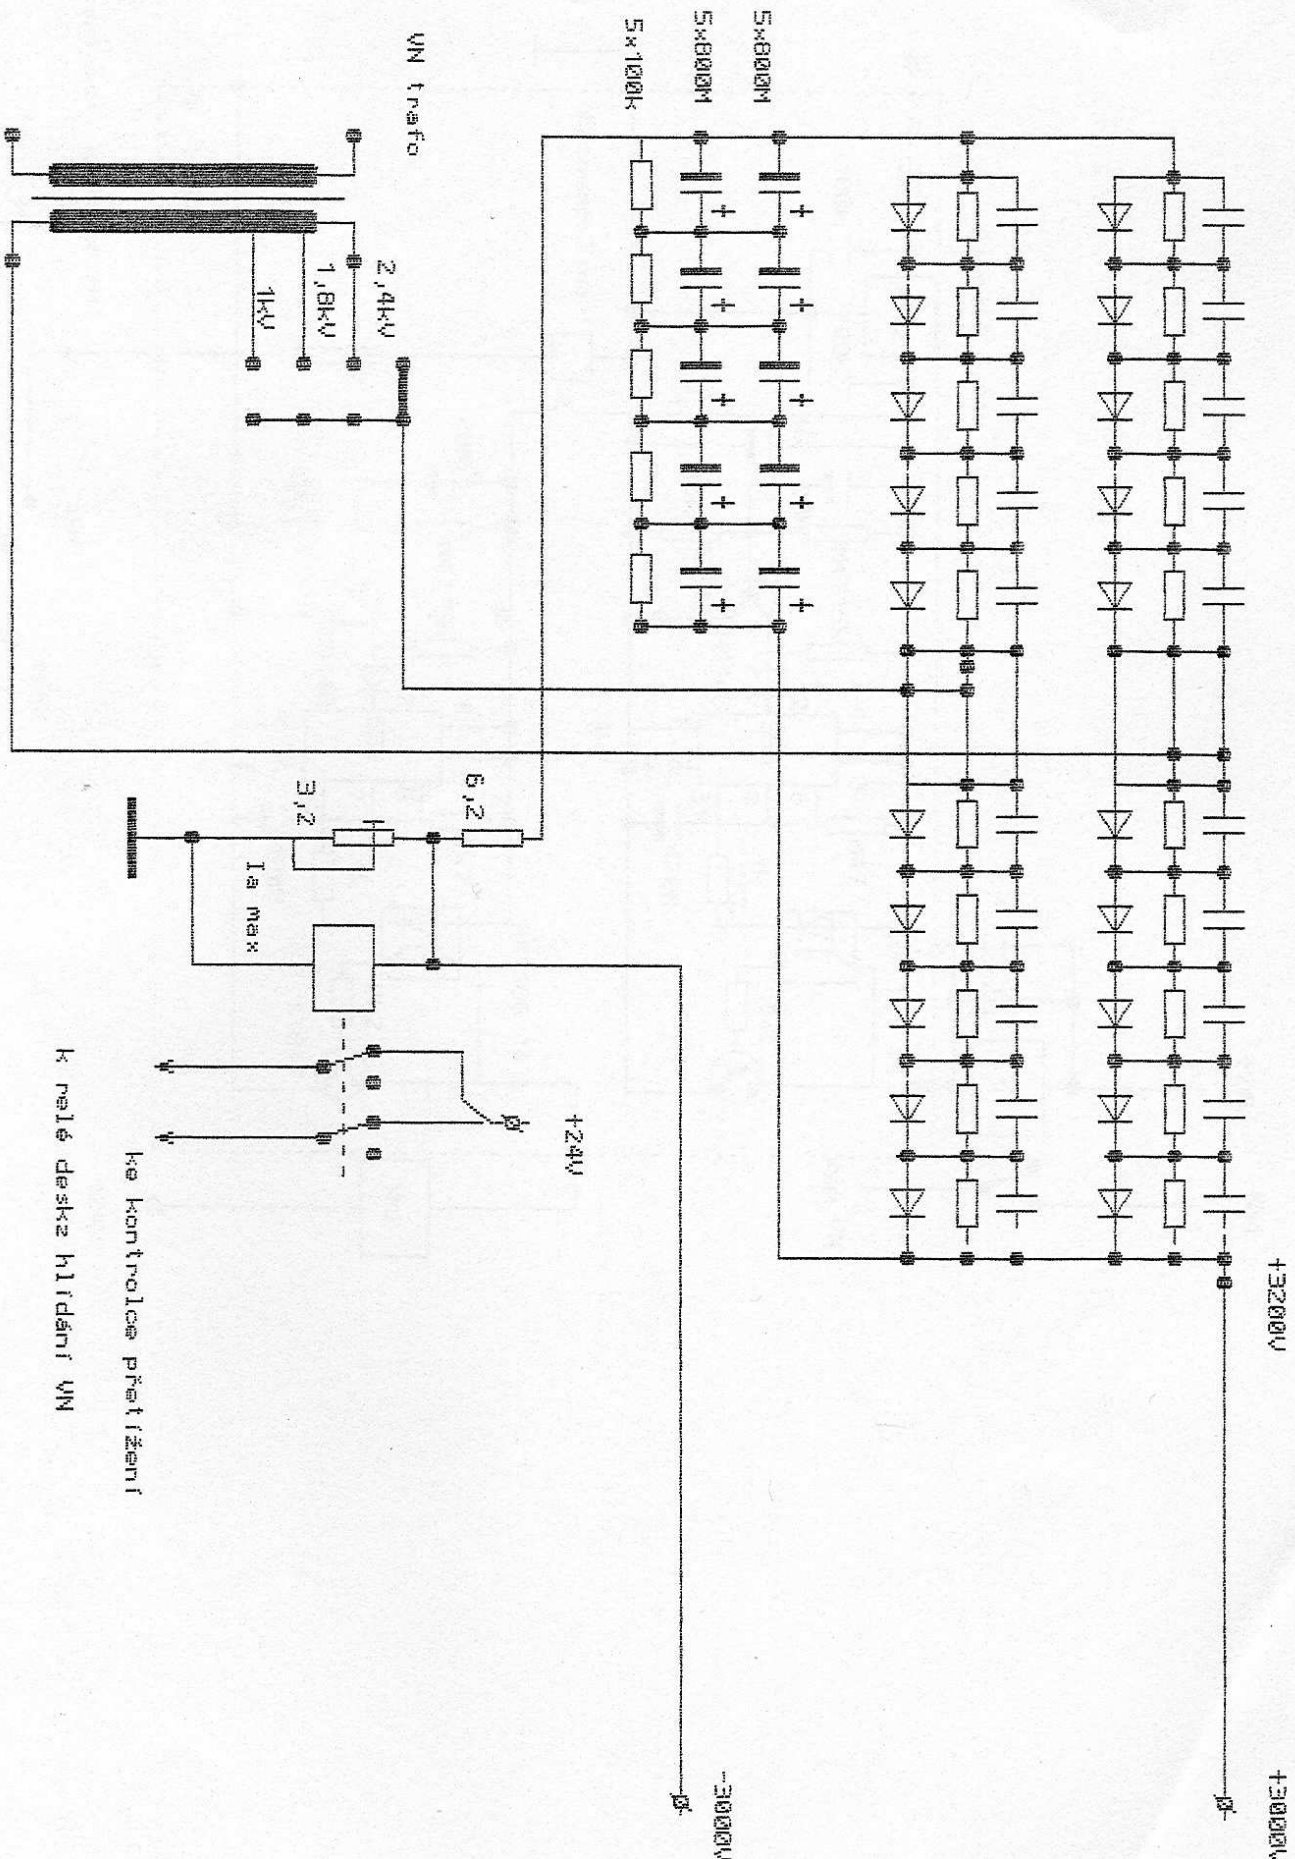 +3200V
+3000V
5x800M
5x800M
-3000V
5x100k
+24V
6,2
VN trafo
2,4kV
1,8kV
3,2
1kV
Ia max
ke kontrolce přetížení
k relé deskz hlídání VN